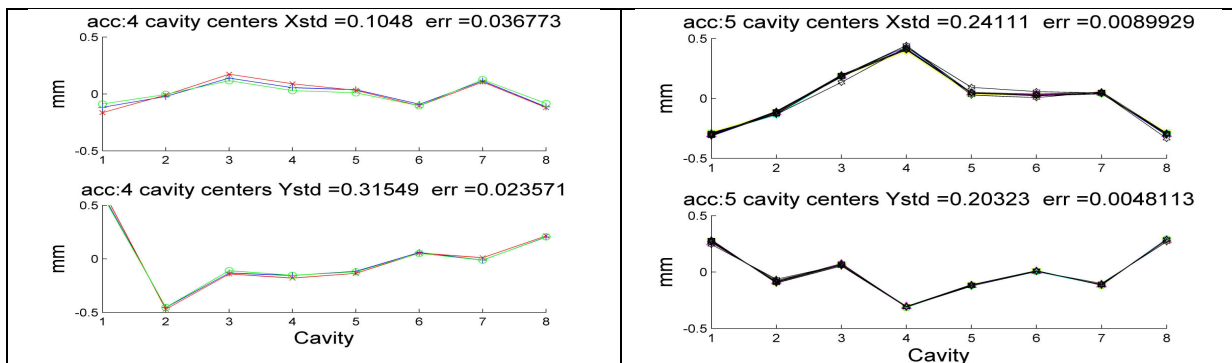 acc:4 cavity centers Xstd =0.1048 err =0.036773
mm
0.5
0
-0.5
1 2 3 4 5 6 7 8
acc:4 cavity centers Ystd =0.31549 err =0.023571
mm
0.5
0
-0.5
1 2 3 4 5 6 7 8
Cavity
acc:5 cavity centers Xstd =0.24111 err =0.0089929
mm
0.5
0
-0.5
1 2 3 4 5 6 7 8
acc:5 cavity centers Ystd =0.20323 err =0.0048113
mm
0.5
0
-0.5
1 2 3 4 5 6 7 8
Cavity